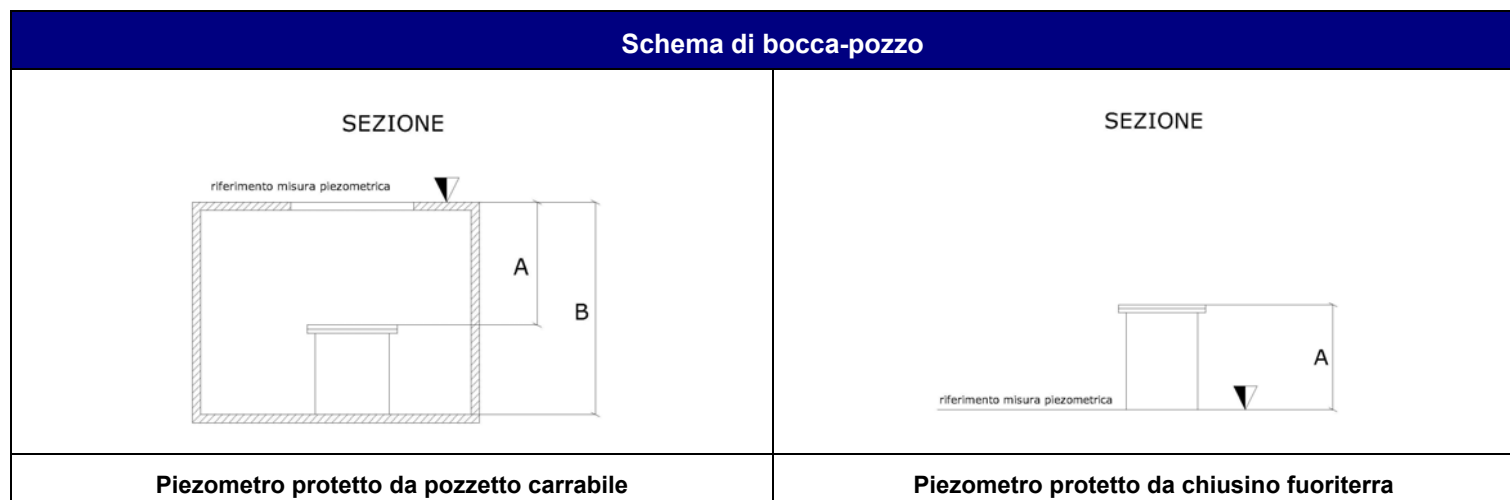 Schema di bocca-pozzo
SEZIONE
riferimento misura piezometrica
A
B
Piezometro protetto da pozzetto carrabile
SEZIONE
A
riferimento misura piezometrica
Piezometro protetto da chiusino fuoriterra